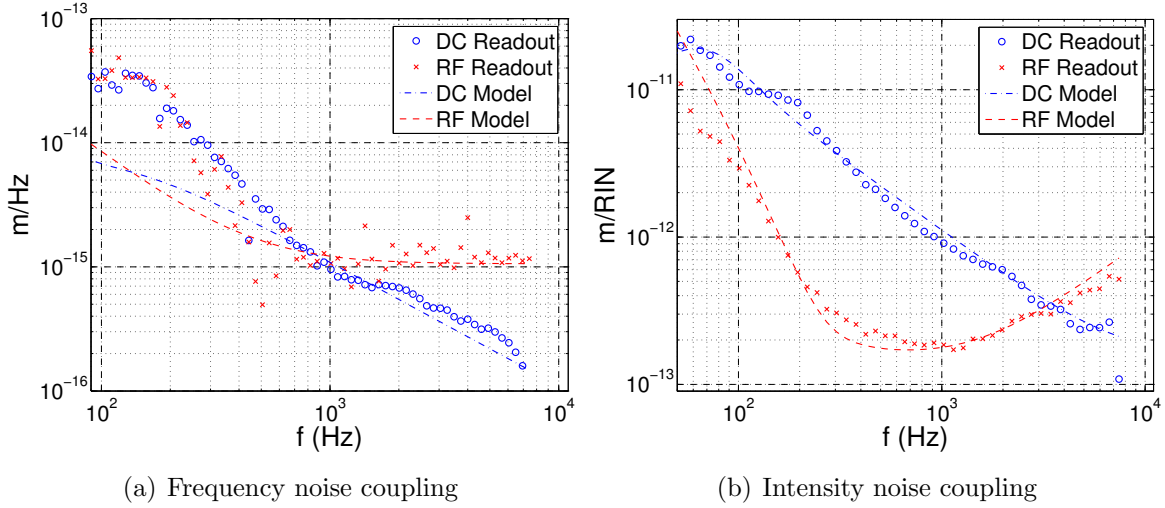 10^-13
10^-14
10^-15
10^-16
m/Hz
DC Readout
RF Readout
DC Model
RF Model
10^2
10^3
10^4
f (Hz)
(a) Frequency noise coupling
10^-11
10^-12
10^-13
m/RIN
DC Readout
RF Readout
DC Model
RF Model
10^2
10^3
10^4
f (Hz)
(b) Intensity noise coupling